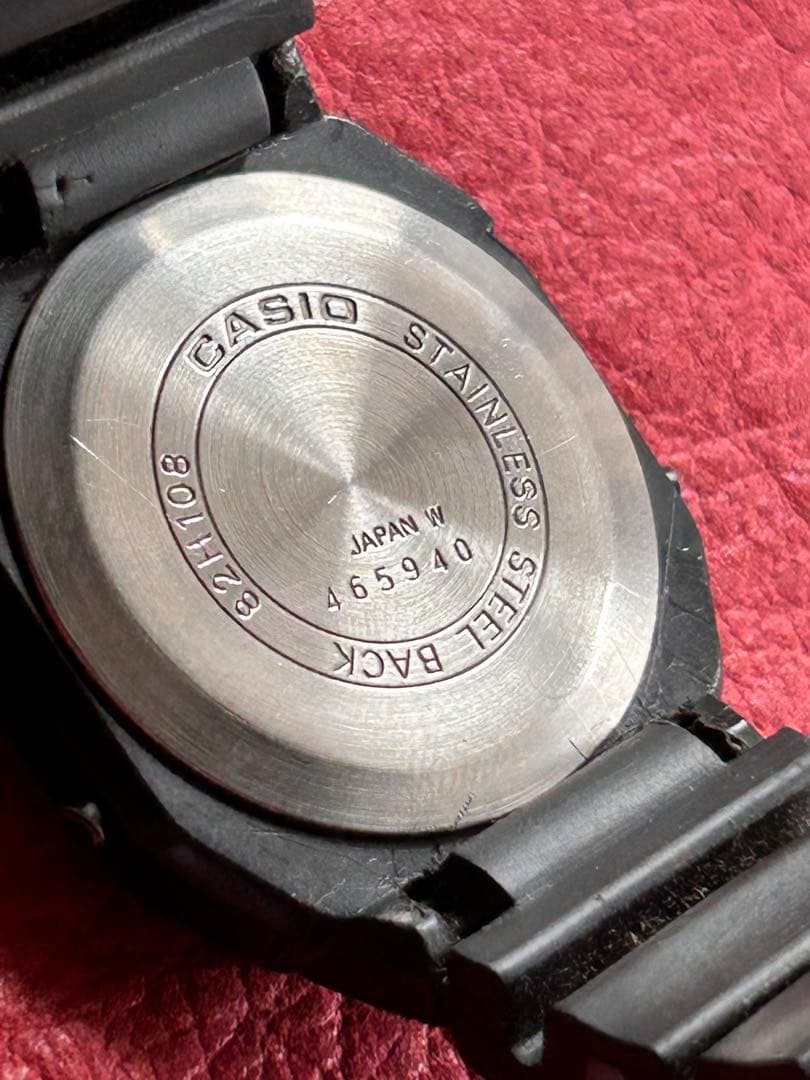 CASIO STAINLESS STEEL BACK 82H108
JAPAN W
465940